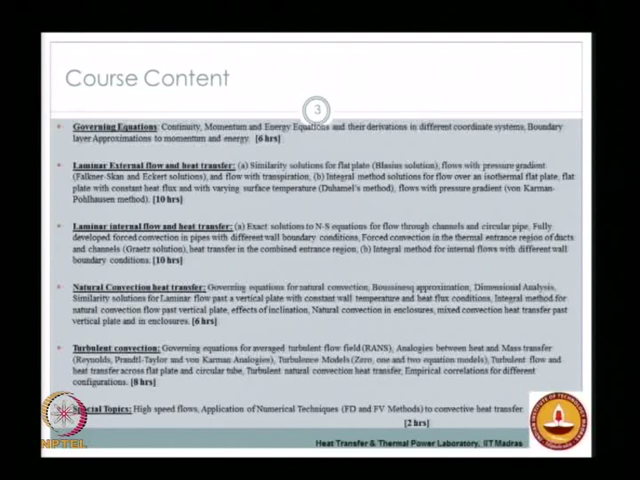 Course Content
3
Governing Equations: Continuity, Momentum and Energy Equations and their derivations in different coordinate systems, Boundary
layer Approximations to momentum and energy. [6 hrs]
Laminar External flow and heat transfer: (a) Similarity solutions for flat plate (Blasius solution), flows with pressure gradient
(Falkner-Skan and Eckert solutions), and flow with transpiration, (b) Integral method solutions for flow over an isothermal flat plate, flat
plate with constant heat flux and with varying surface temperature (Duhamel's method), flows with pressure gradient (von Karman-
Pohlhausen method). [10 hrs]
Laminar internal flow and heat transfer: (a) Exact solutions to N-S equations for flow through channels and circular pipe, Fully
developed forced convection in pipes with different wall boundary conditions, Forced convection in the thermal entrance region of ducts
and channels (Graetz solution), heat transfer in the combined entrance region, (b) Integral method for internal flows with different wall
boundary conditions. [10 hrs]
Natural Convection heat transfer: Governing equations for natural convection, Boussinesq approximation, Dimensional Analysis,
Similarity solutions for Laminar flow past a vertical plate with constant wall temperature and heat flux conditions, Integral method for
natural convection flow past vertical plate, effects of inclination, Natural convection in enclosures, mixed convection heat transfer past
vertical plate and in enclosures. [6 hrs]
Turbulent convection: Governing equations for averaged turbulent flow field (RANS), Analogies between heat and Mass transfer
(Reynolds, Prandtl-Taylor and von Karman Analogies), Turbulence Models (Zero, one and two equation models), Turbulent flow and
heat transfer across flat plate and circular tube, Turbulent natural convection heat transfer, Empirical correlations for different
configurations. [8 hrs]
Special Topics: High speed flows, Application of Numerical Techniques (FD and FV Methods) to convective heat transfer
[2 hrs]
NPTEL
Heat Transfer & Thermal Power Laboratory, IIT Madras